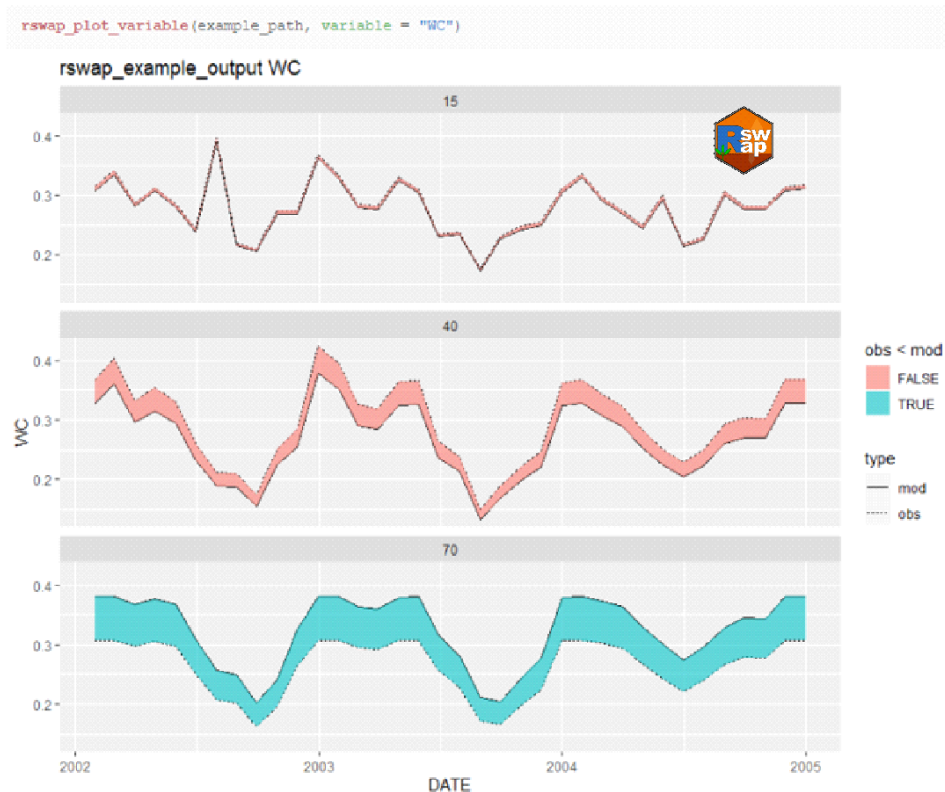 rswap_plot_variable(example_path, variable = "WC")
rswap_example_output WC
15
Rsw
ap
0.4
0.3
0.2
40
0.4
0.3
0.2
WC
obs < mod
FALSE
TRUE
type
mod
obs
70
0.4
0.3
0.2
2002
2003
2004
2005
DATE